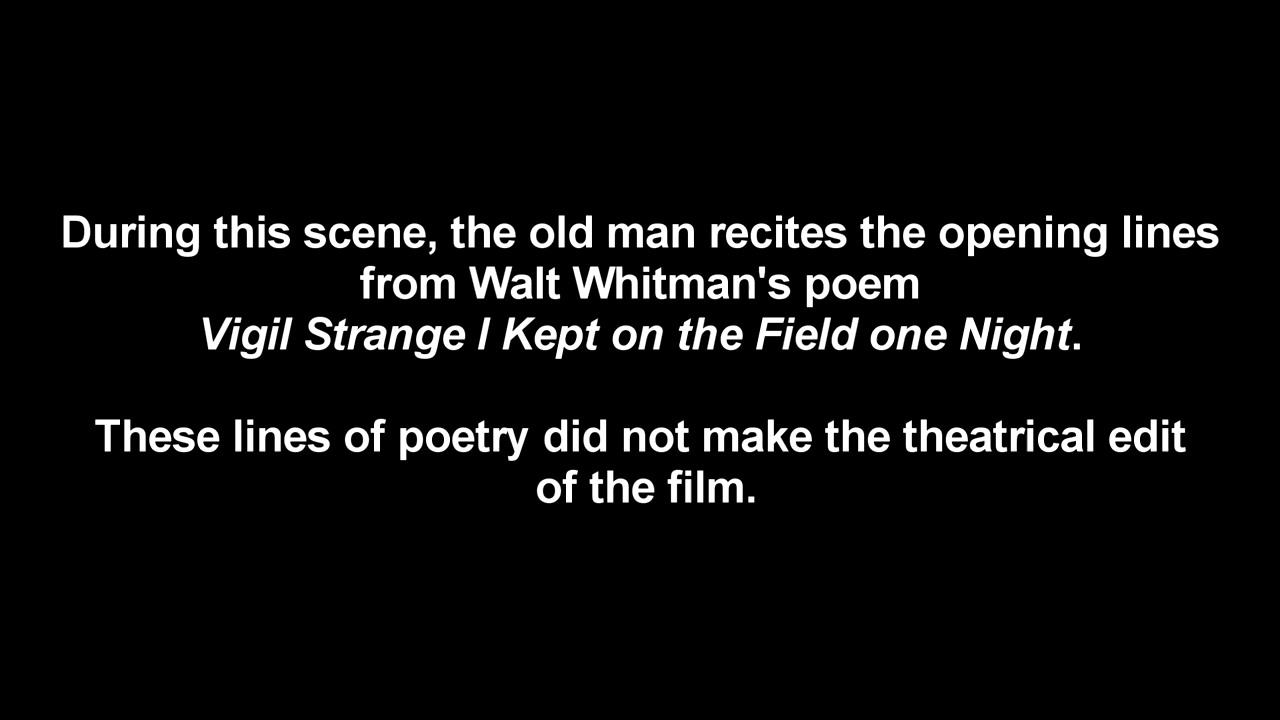 During this scene, the old man recites the opening lines
from Walt Whitman's poem
Vigil Strange I Kept on the Field one Night.
These lines of poetry did not make the theatrical edit
of the film.